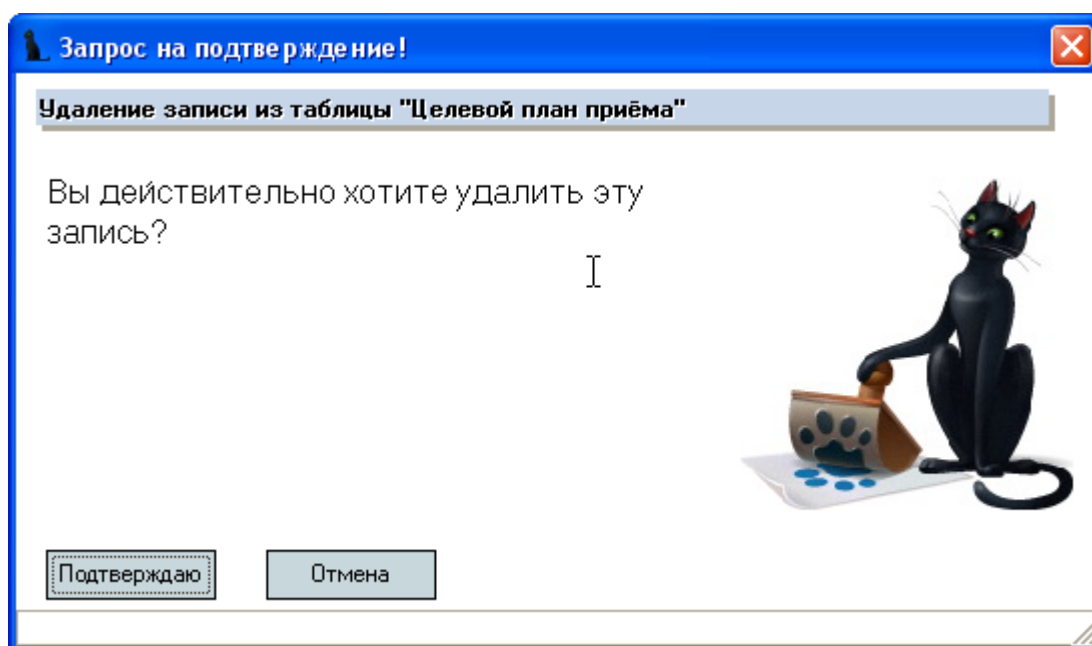 Запрос на подтверждение!
Удаление записи из таблицы "Целевой план приёма"
Вы действительно хотите удалить эту
запись?
Подтверждаю
Отмена